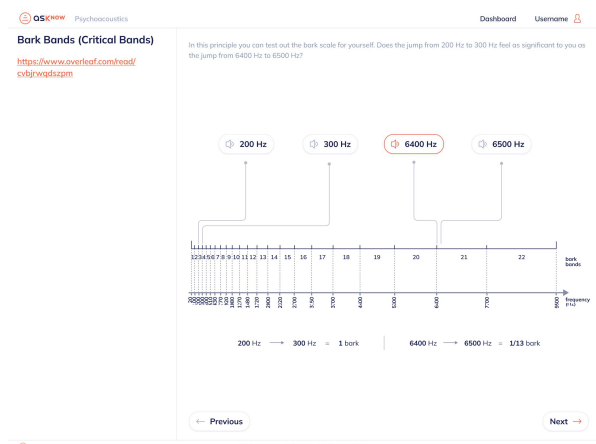 QSKNOW Psychoacoustics Dashboard Username
Bark Bands (Critical Bands)
https://www.overleaf.com/read/
cvbjrwqdszpm
In this principle you can test out the bark scale for yourself. Does the jump from 200 Hz to 300 Hz feel as significant to you as
the jump from 6400 Hz to 6500 Hz?
200 Hz 300 Hz 6400 Hz 6500 Hz
1 2 3 4 5 6 7 8 9 10 11 12 13 14 15 16 17 18 19 20 21 22 bark
bands
2000 2320 2700 3150 3700 4400 5300 6400 7700 9500 frequency
200 Hz → 300 Hz = 1 bark 6400 Hz → 6500 Hz = 1/13 bark
← Previous Next →